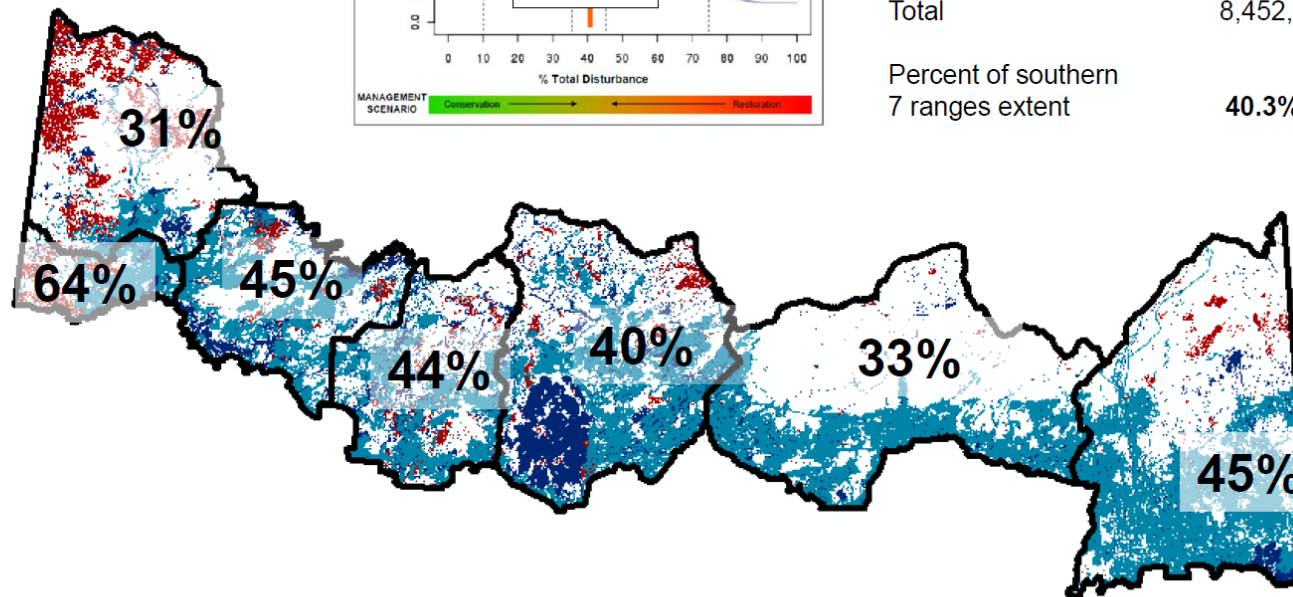 0.0
0 10 20 30 40 50 60 70 80 90 100
% Total Disturbance
MANAGEMENT
SCENARIO
Conservation
Restoration
Total 8,452,
Percent of southern
7 ranges extent 40.3%
31%
64%
45%
44%
40%
33%
45%